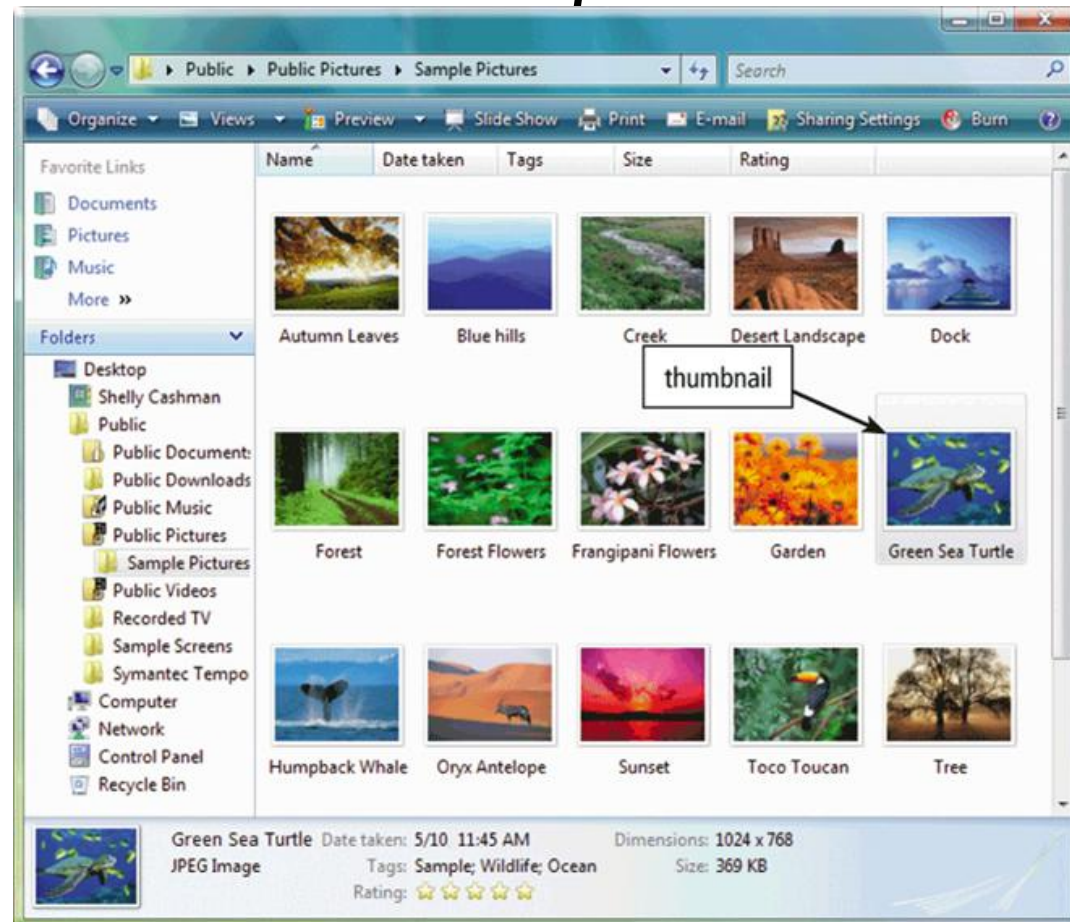 Public ▸ Public Pictures ▸ Sample Pictures
Search
Organize Views Preview Slide Show Print E-mail Sharing Settings Burn
Name Date taken Tags Size Rating
Favorite Links
Documents
Pictures
Music
More »
Folders
Desktop
Shelly Cashman
Public
Public Document
Public Downloads
Public Music
Public Pictures
Sample Pictures
Public Videos
Recorded TV
Sample Screens
Symantec Tempo
Computer
Network
Control Panel
Recycle Bin
Autumn Leaves Blue hills Creek Desert Landscape Dock
thumbnail
Forest Forest Flowers Frangipani Flowers Garden Green Sea Turtle
Humpback Whale Oryx Antelope Sunset Toco Toucan Tree
Green Sea Turtle Date taken: 5/10 11:45 AM Dimensions: 1024 x 768
JPEG Image Tags: Sample; Wildlife; Ocean Size: 369 KB
Rating: